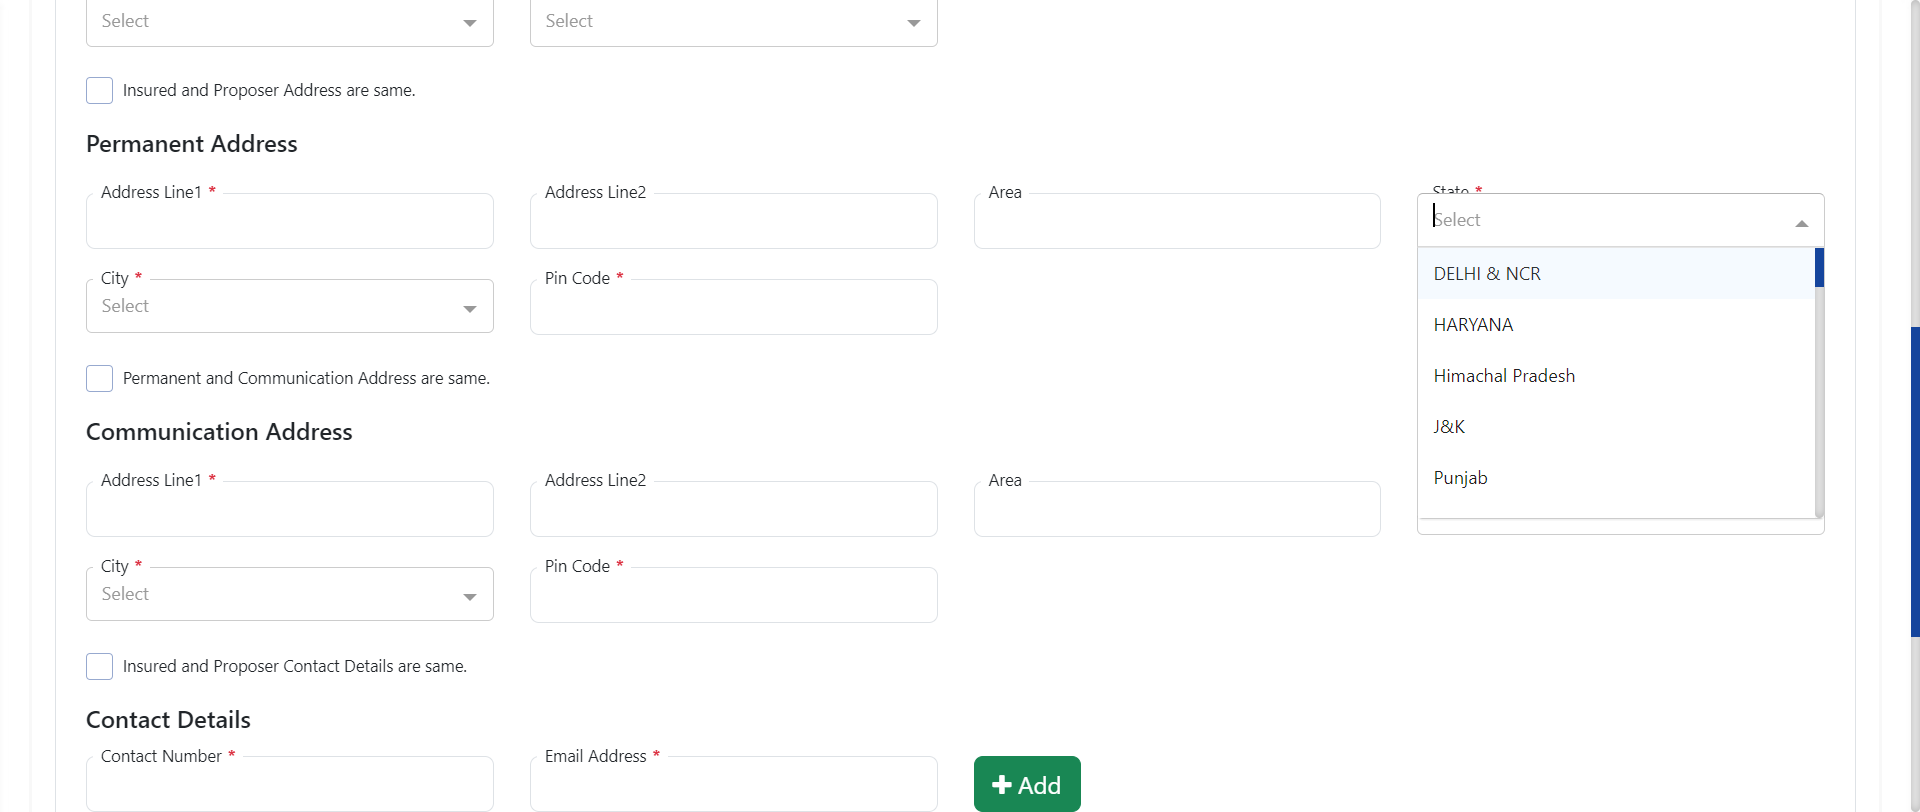 Select
Select
Insured and Proposer Address are same.
Permanent Address
Address Line1 *
Address Line2
Area
State *
Select
DELHI & NCR
HARYANA
Himachal Pradesh
J&K
Punjab
City *
Select
Pin Code *
Permanent and Communication Address are same.
Communication Address
Address Line1 *
Address Line2
Area
City *
Select
Pin Code *
Insured and Proposer Contact Details are same.
Contact Details
Contact Number *
Email Address *
Add